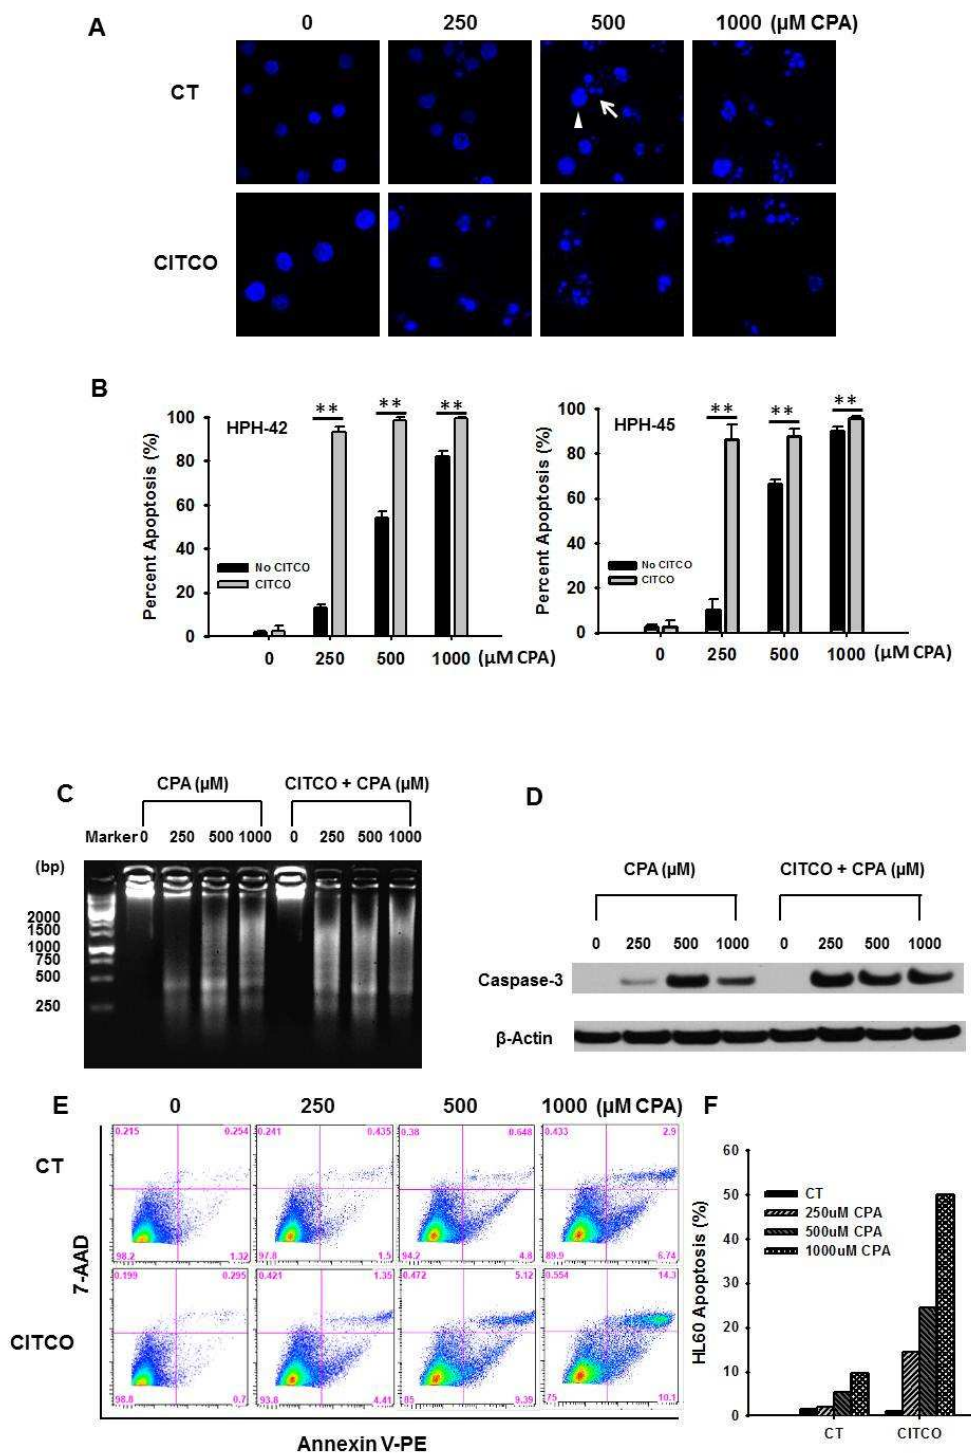 A
0 250 500 1000 (µM CPA)
CT
CITCO
B
** ** **
HPH-42
Percent Apoptosis (%)
100
80
60
40
20
0
No CITCO
CITCO
0 250 500 1000 (µM CPA)
** ** **
HPH-45
Percent Apoptosis (%)
100
80
60
40
20
0
No CITCO
CITCO
0 250 500 1000 (µM CPA)
C
CPA (µM) CITCO + CPA (µM)
Marker 0 250 500 1000 0 250 500 1000
(bp)
2000
1500
1000
750
500
250
D
CPA (µM) CITCO + CPA (µM)
0 250 500 1000 0 250 500 1000
Caspase-3
β-Actin
E
0 250 500 1000 (µM CPA)
CT
0.215 0.254 0.241 0.435 0.38 0.648 0.433 2.9
98.2 1.32 97.8 1.5 94.2 4.8 89.9 6.74
7-AAD
CITCO
0.199 0.295 0.421 1.35 0.472 5.12 0.554 14.3
98.8 0.7 93.8 4.41 85 9.39 75 10.1
Annexin V-PE
F
HL60 Apoptosis (%)
60
50
40
30
20
10
0
CT
250uM CPA
500uM CPA
1000uM CPA
CT CITCO